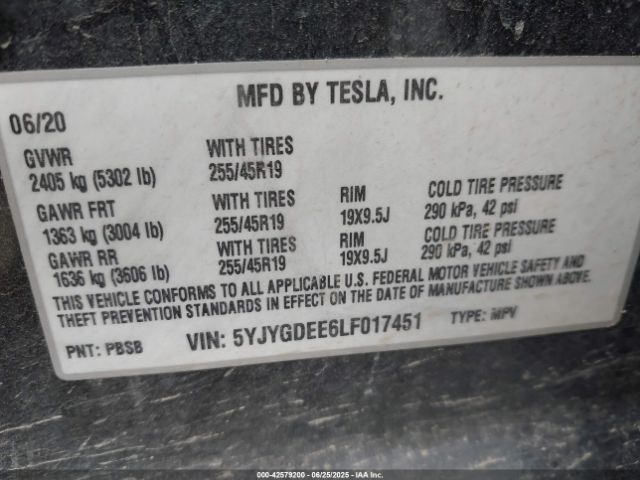 MFD BY TESLA, INC.
06/20
GVWR WITH TIRES
2405 kg (5302 lb) 255/45R19
GAWR FRT WITH TIRES RIM COLD TIRE PRESSURE
1363 kg (3004 lb) 255/45R19 19X9.5J 290 kPa, 42 psi
GAWR RR WITH TIRES RIM COLD TIRE PRESSURE
1636 kg (3606 lb) 255/45R19 19X9.5J 290 kPa, 42 psi
THIS VEHICLE CONFORMS TO ALL APPLICABLE U.S. FEDERAL MOTOR VEHICLE SAFETY AND
THEFT PREVENTION STANDARDS IN EFFECT ON THE DATE OF MANUFACTURE SHOWN ABOVE.
PNT: PBSB VIN: 5YJYGDEE6LF017451 TYPE: MPV
000-42579200 - 06/25/2025 - IAA Inc.